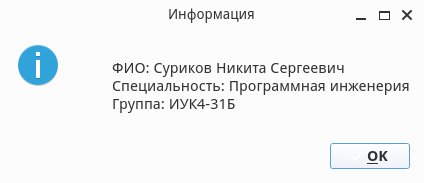 Информация
ФИО: Суриков Никита Сергеевич
Специальность: Программная инженерия
Группа: ИУК4-31Б
OK